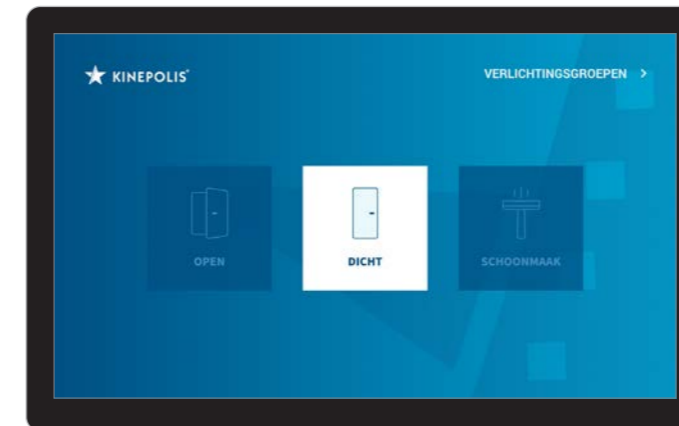 KINEPOLIS®
VERLICHTINGSGROEPEN >
OPEN
DICHT
SCHOONMAAK